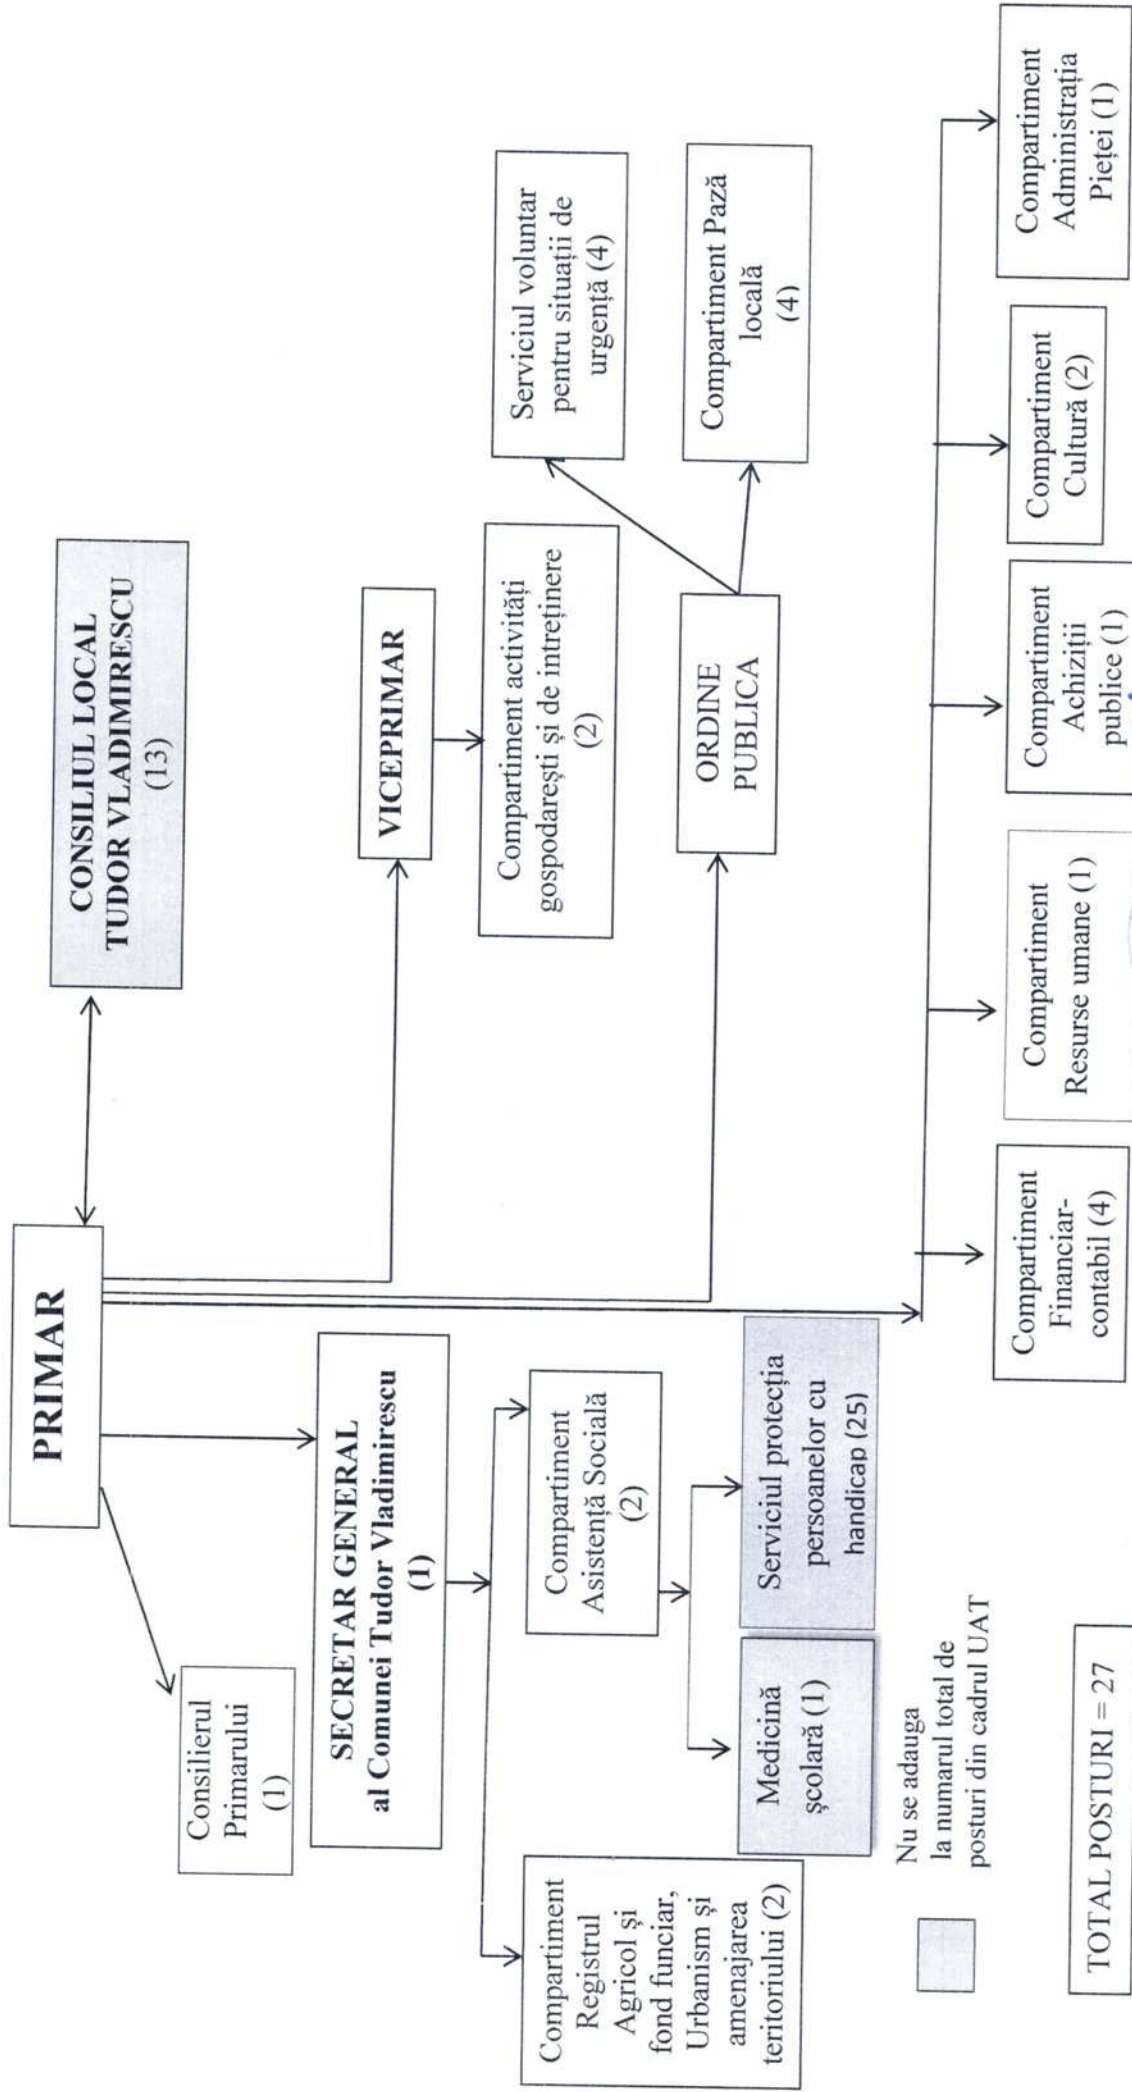 PRIMAR
CONSILIUL LOCAL
TUDOR VLADIMIRESCU
(13)
Consilierul
Primarului
(1)
SECRETAR GENERAL
al Comunei Tudor Vladimirescu
(1)
VICEPRIMAR
Compartiment activități
gospodarești și de intreținere
(2)
Serviciul voluntar
pentru situații de
urgență (4)
Compartiment
Registrul
Agricol și
fond funciar,
Urbanism și
amenajarea
teritoriului (2)
Compartiment
Asistență Socială
(2)
ORDINE
PUBLICA
Compartiment Pază
locală
(4)
Medicină
școlară (1)
Serviciul protecția
persoanelor cu
handicap (25)
Nu se adauga
la numarul total de
posturi din cadrul UAT
Compartiment
Financiar-
contabil (4)
Compartiment
Resurse umane (1)
Compartiment
Achiziții
publice (1)
Compartiment
Cultură (2)
Compartiment
Administrația
Pieței (1)
TOTAL POSTURI = 27